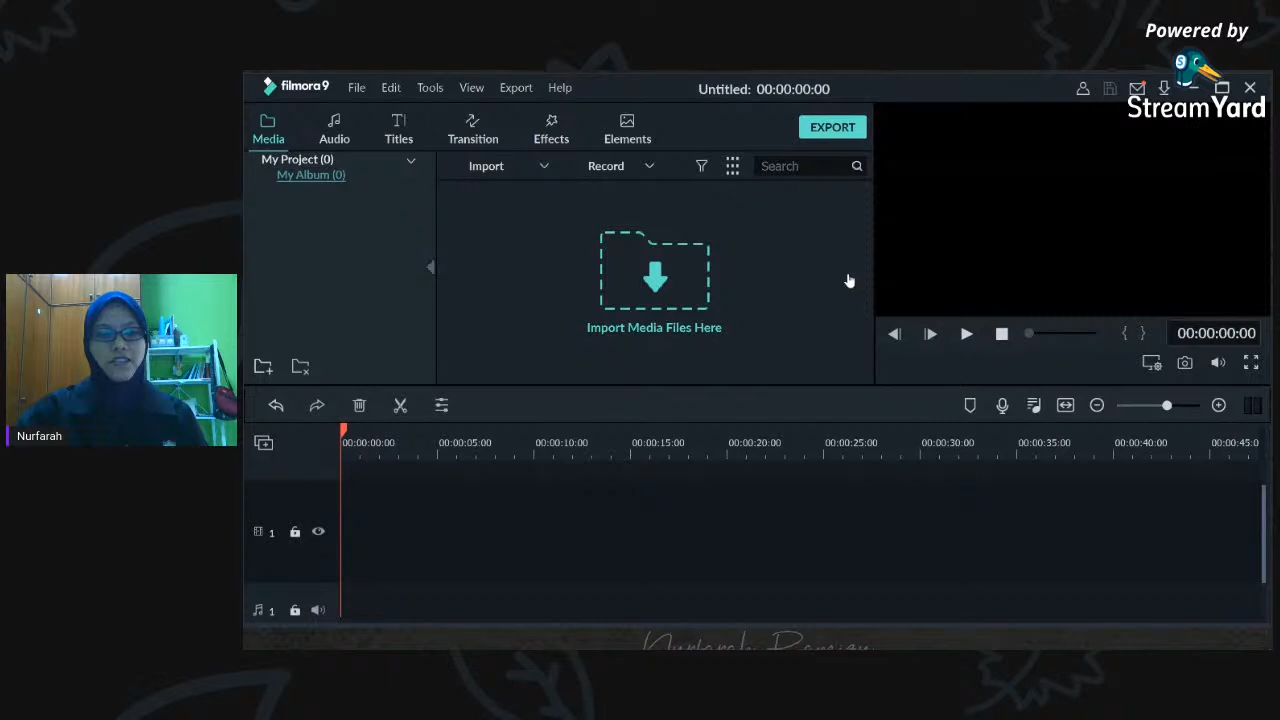 Powered by
StreamYard
filmora9 File Edit Tools View Export Help Untitled: 00:00:00:00
Media Audio Titles Transition Effects Elements EXPORT
My Project (0) Import Record Search
My Album (0)
Import Media Files Here
00:00:00:00
00:00:00:00 00:00:05:00 00:00:10:00 00:00:15:00 00:00:20:00 00:00:25:00 00:00:30:00 00:00:35:00 00:00:40:00 00:00:45:0
Nurfarah
1
1